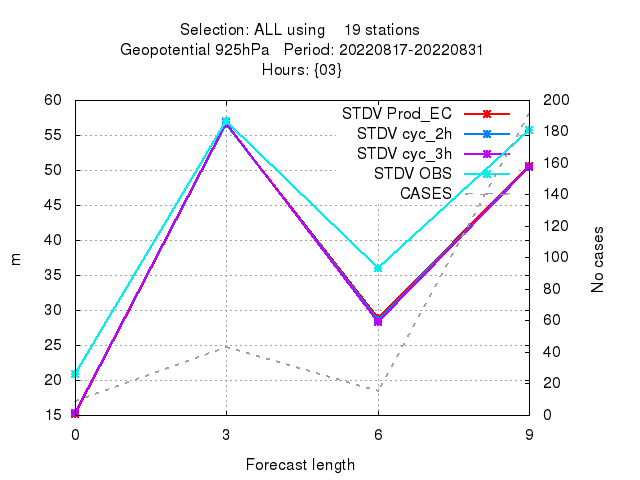 Selection: ALL using    19 stations
Geopotential 925hPa   Period: 20220817-20220831
Hours: {03}
STDV Prod_EC
STDV cyc_2h
STDV cyc_3h
STDV OBS
CASES
60
55
50
45
40
35
30
25
20
15
m
200
180
160
140
120
100
80
60
40
20
0
No cases
0
3
6
9
Forecast length